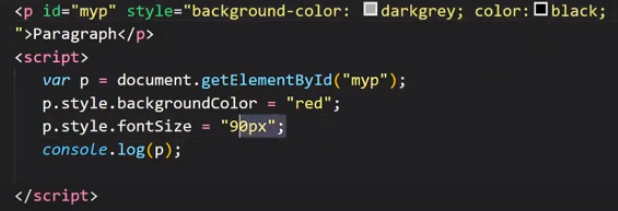 <p id="myp" style="background-color: darkgrey; color: black;
">Paragraph</p>
<script>
var p = document.getElementById("myp");
p.style.backgroundColor = "red";
p.style.fontSize = "90px";
console.log(p);
</script>